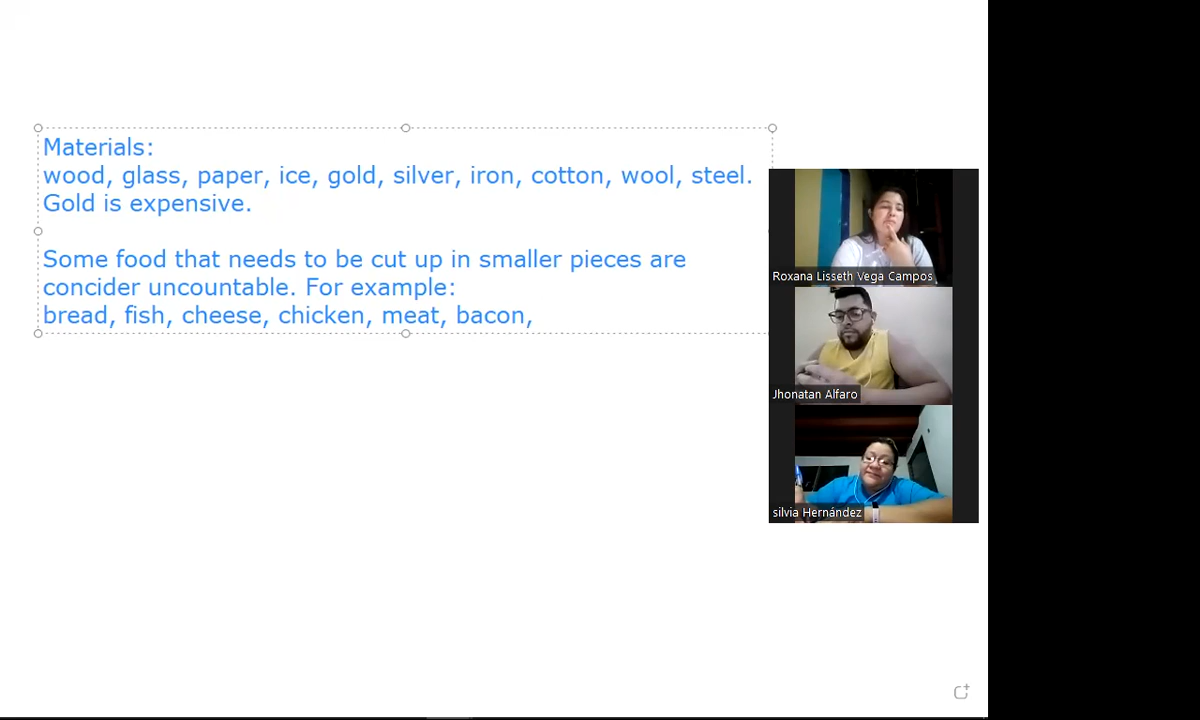 Materials:
wood, glass, paper, ice, gold, silver, iron, cotton, wool, steel.
Gold is expensive.
Some food that needs to be cut up in smaller pieces are
concider uncountable. For example:
bread, fish, cheese, chicken, meat, bacon,
Roxana Lisseth Vega Campos
Jhonatan Alfaro
silvia Hernández